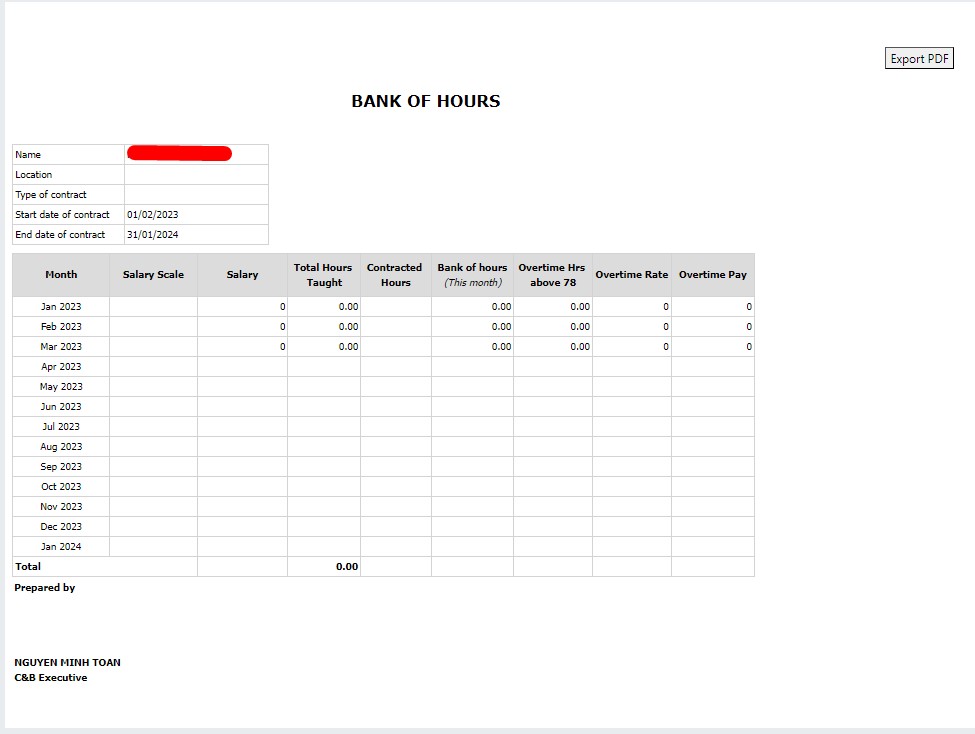 Export PDF
BANK OF HOURS
Name
Location
Type of contract
Start date of contract 01/02/2023
End date of contract 31/01/2024
Month Salary Scale Salary Total Hours Taught Contracted Hours Bank of hours (This month) Overtime Hrs above 78 Overtime Rate Overtime Pay
Jan 2023 0 0.00 0.00 0.00 0 0
Feb 2023 0 0.00 0.00 0.00 0 0
Mar 2023 0 0.00 0.00 0.00 0 0
Apr 2023
May 2023
Jun 2023
Jul 2023
Aug 2023
Sep 2023
Oct 2023
Nov 2023
Dec 2023
Jan 2024
Total 0.00
Prepared by
NGUYEN MINH TOAN
C&B Executive